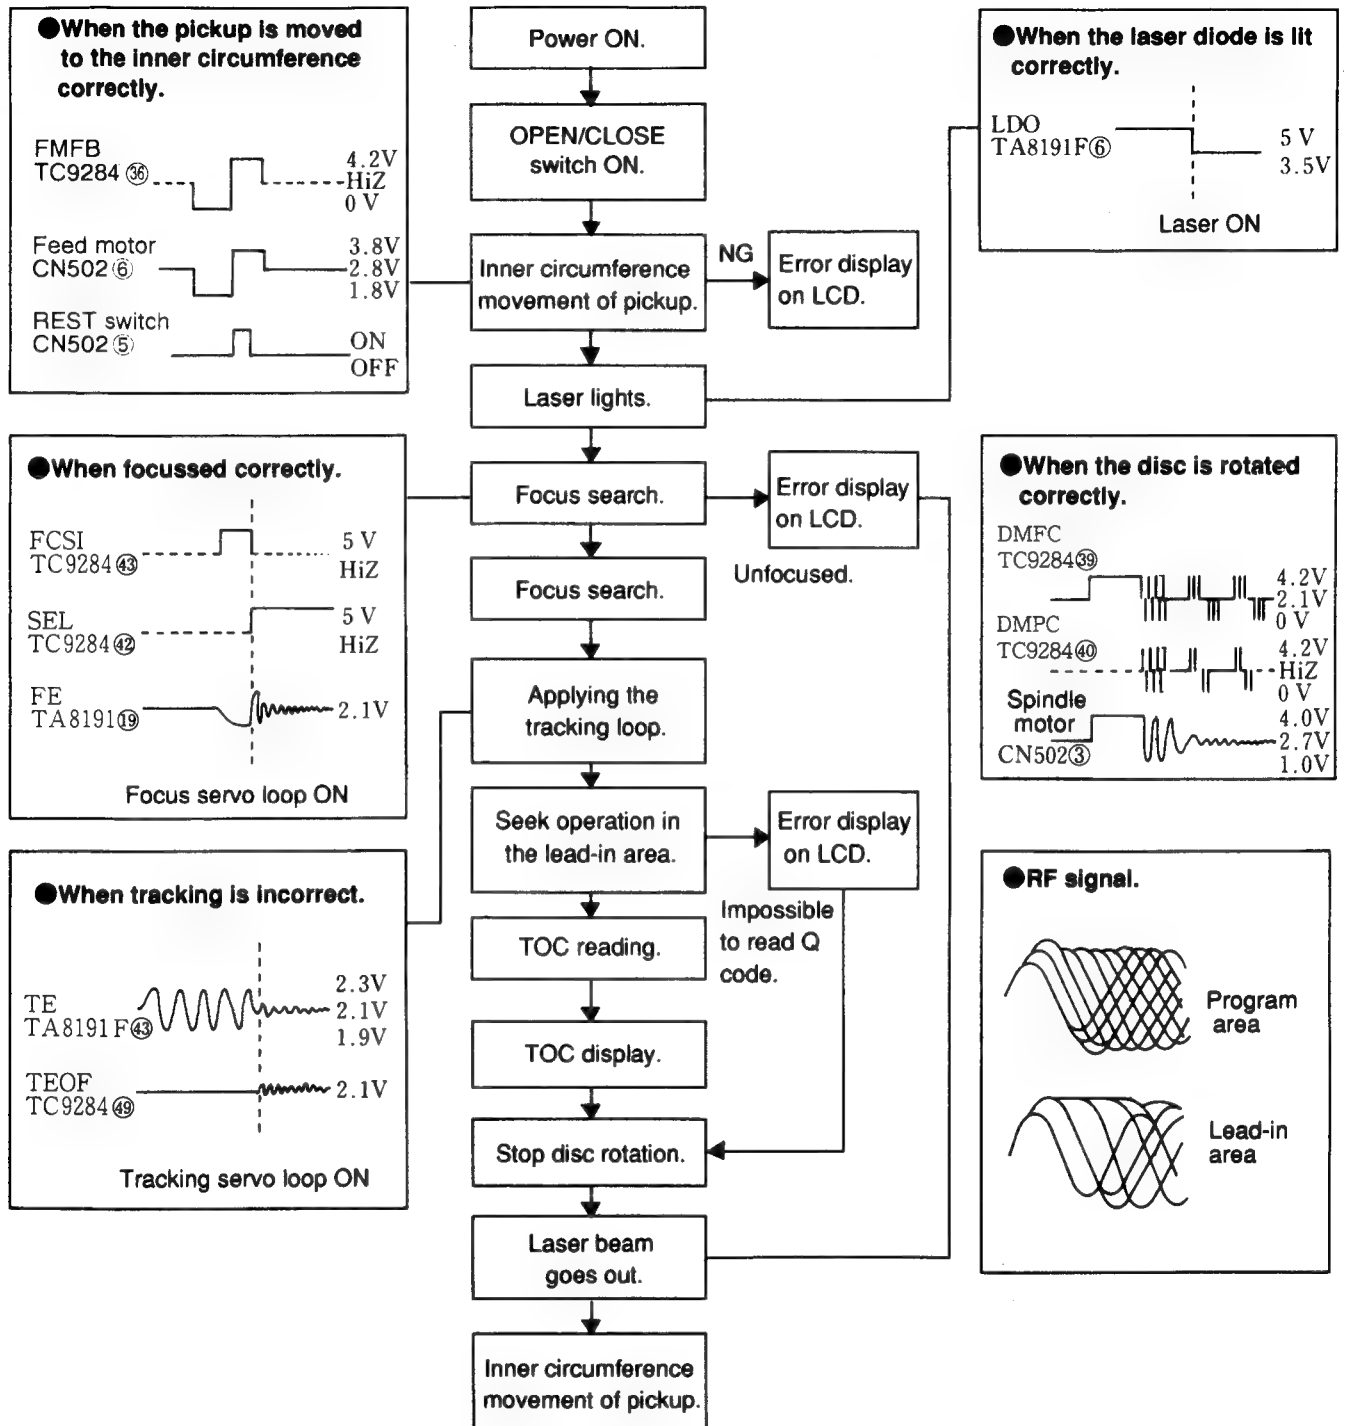 ●When the pickup is moved
to the inner circumference
correctly.
FMFB
TC9284 ㊱
4.2V
HiZ
0 V
Feed motor
CN502 ⑥
3.8V
2.8V
1.8V
REST switch
CN502 ⑤
ON
OFF
Power ON.
OPEN/CLOSE
switch ON.
Inner circumference
movement of pickup.
NG
Error display
on LCD.
Laser lights.
●When the laser diode is lit
correctly.
LDO
TA8191F⑥
5 V
3.5V
Laser ON
●When focussed correctly.
FCSI
TC9284㊸
5 V
HiZ
SEL
TC9284㊷
5 V
HiZ
FE
TA8191⑲
2.1V
Focus servo loop ON
Focus search.
Error display
on LCD.
Unfocused.
Focus search.
Applying the
tracking loop.
Seek operation in
the lead-in area.
Error display
on LCD.
Impossible
to read Q
code.
TOC reading.
TOC display.
Stop disc rotation.
Laser beam
goes out.
Inner circumference
movement of pickup.
●When the disc is rotated
correctly.
DMFC
TC9284㊴
4.2V
2.1V
0 V
DMPC
TC9284㊵
4.2V
HiZ
0 V
Spindle
motor
CN502③
4.0V
2.7V
1.0V
●When tracking is incorrect.
TE
TA8191F㊸
2.3V
2.1V
1.9V
TEOF
TC9284㊾
2.1V
Tracking servo loop ON
●RF signal.
Program
area
Lead-in
area